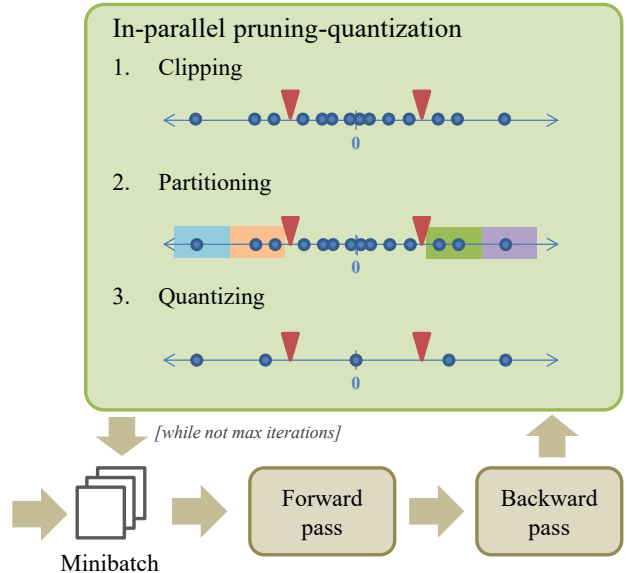 In-parallel pruning-quantization
1. Clipping
0
2. Partitioning
0
3. Quantizing
0
[while not max iterations]
Minibatch
Forward
pass
Backward
pass